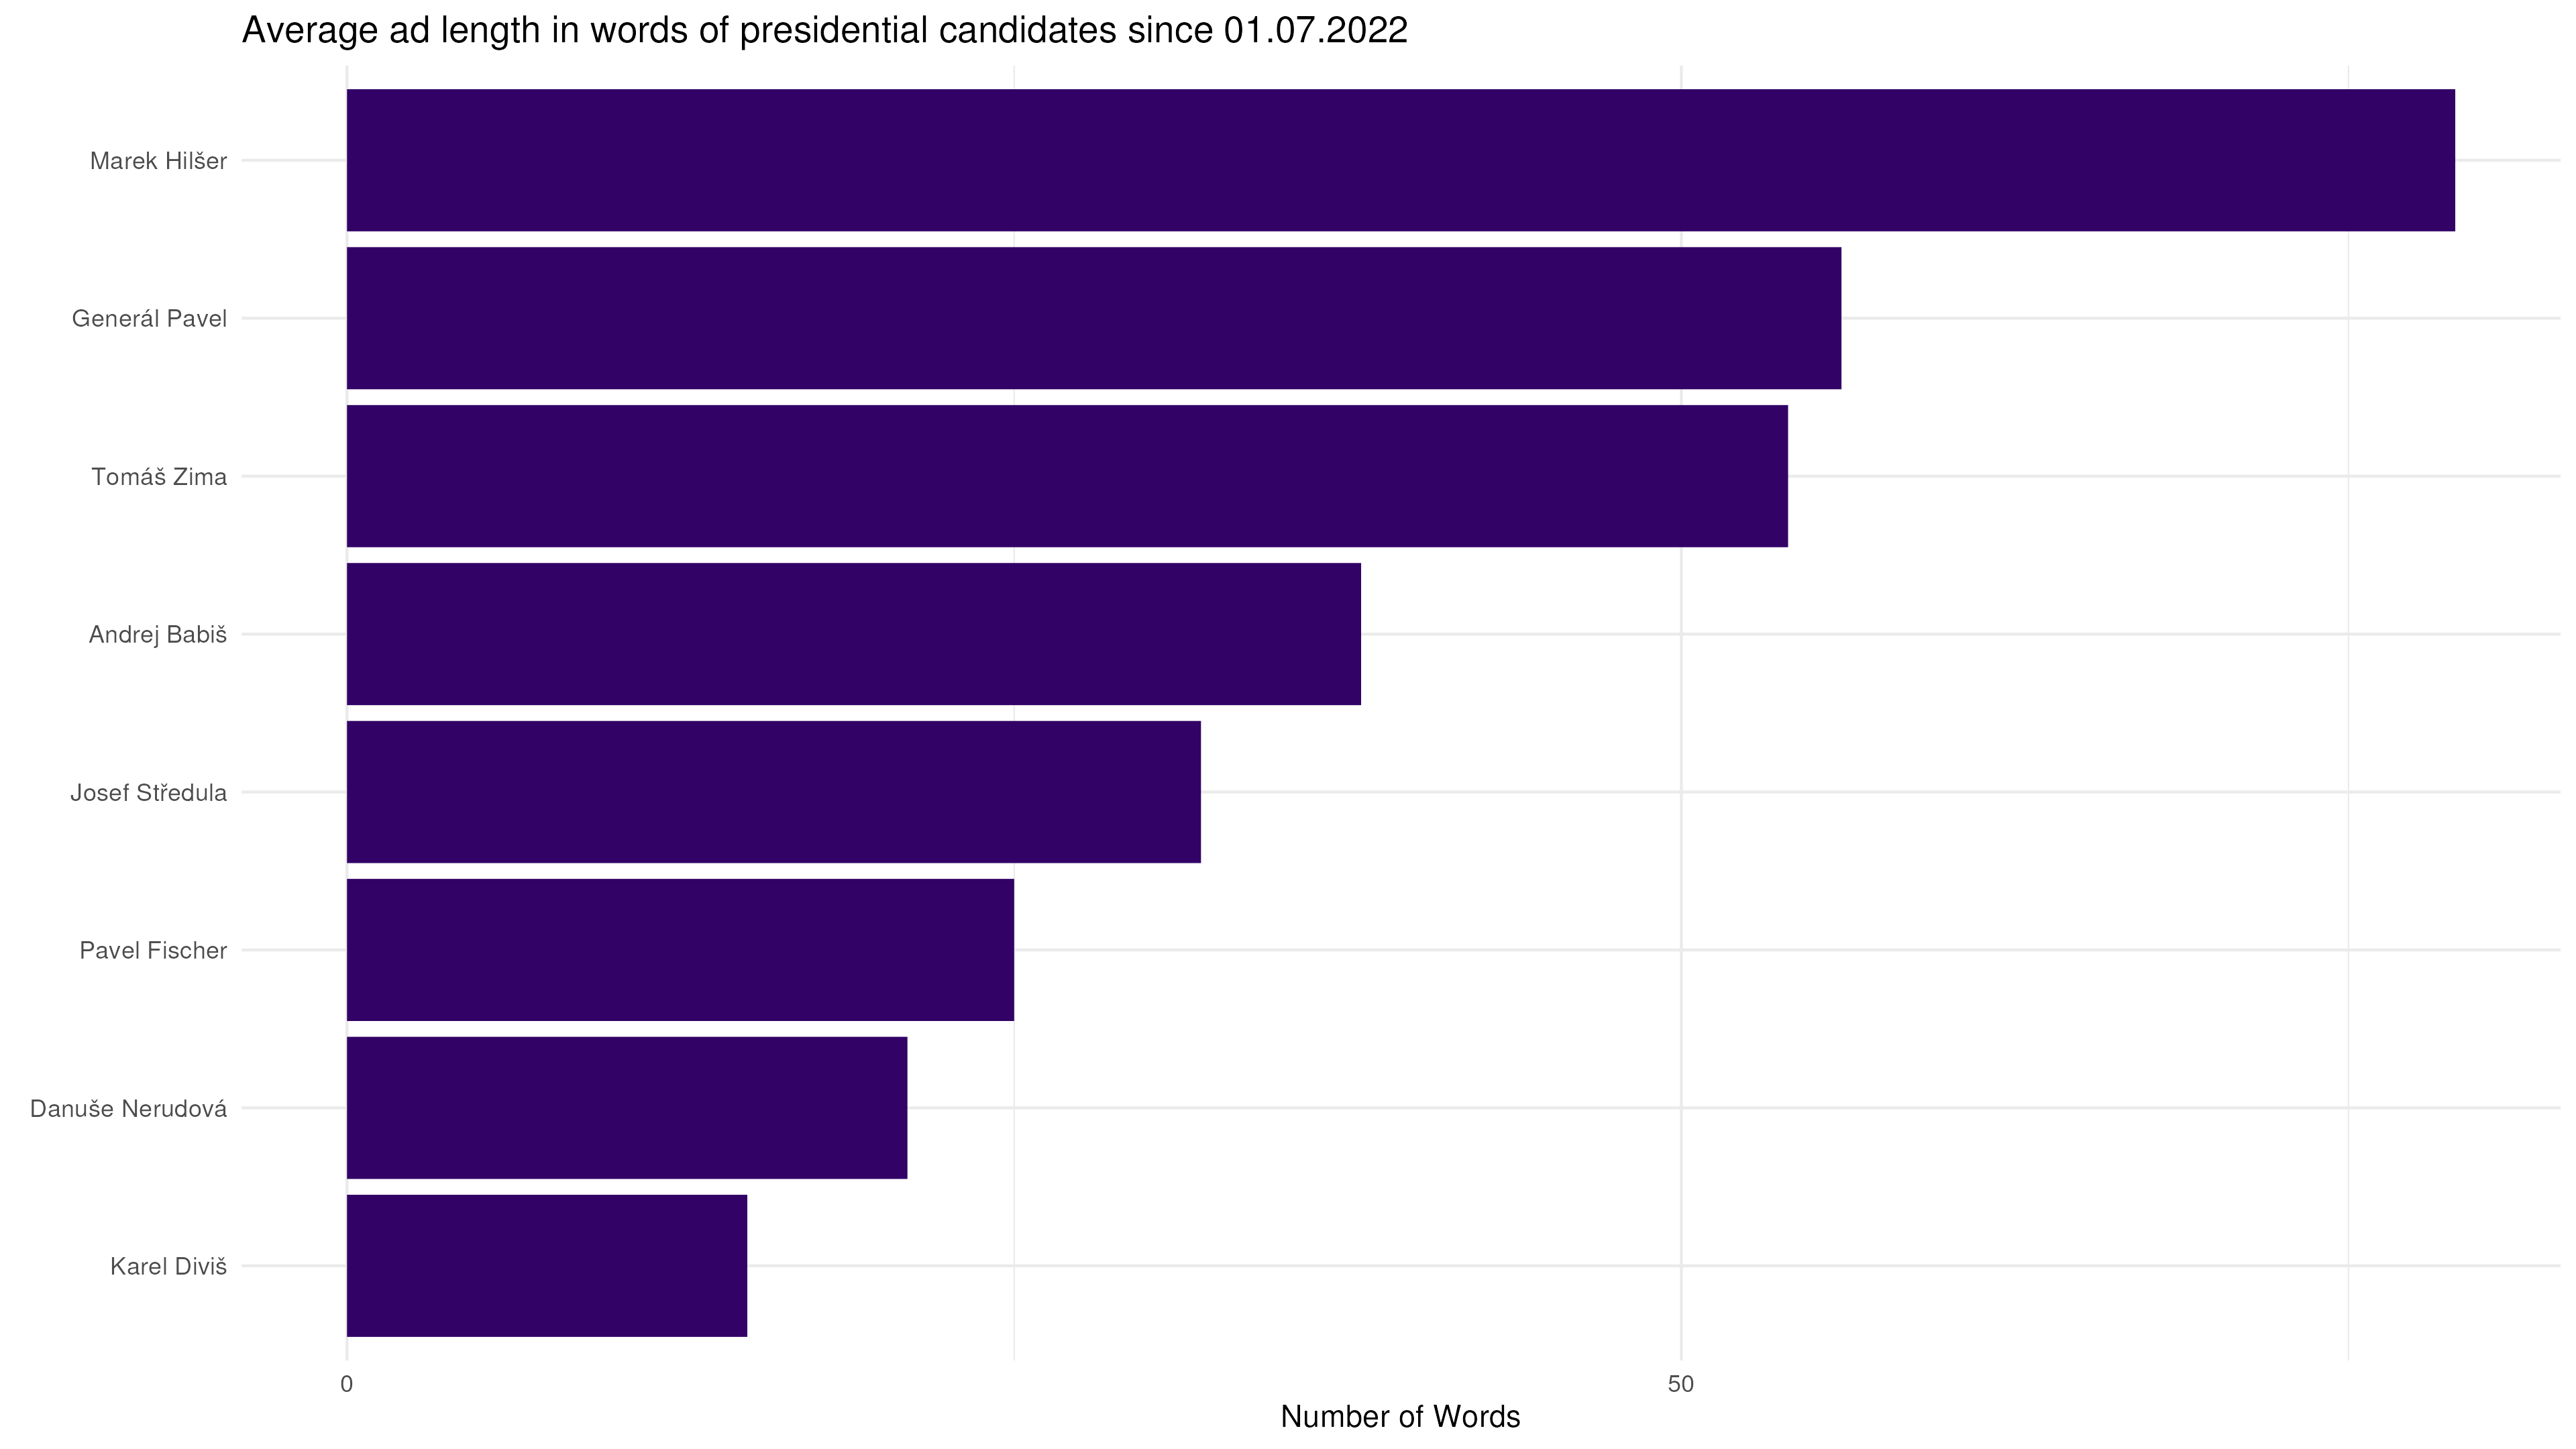 Average ad length in words of presidential candidates since 01.07.2022
Marek Hilšer
Generál Pavel
Tomáš Zima
Andrej Babiš
Josef Středula
Pavel Fischer
Danuše Nerudová
Karel Diviš
0
50
Number of Words